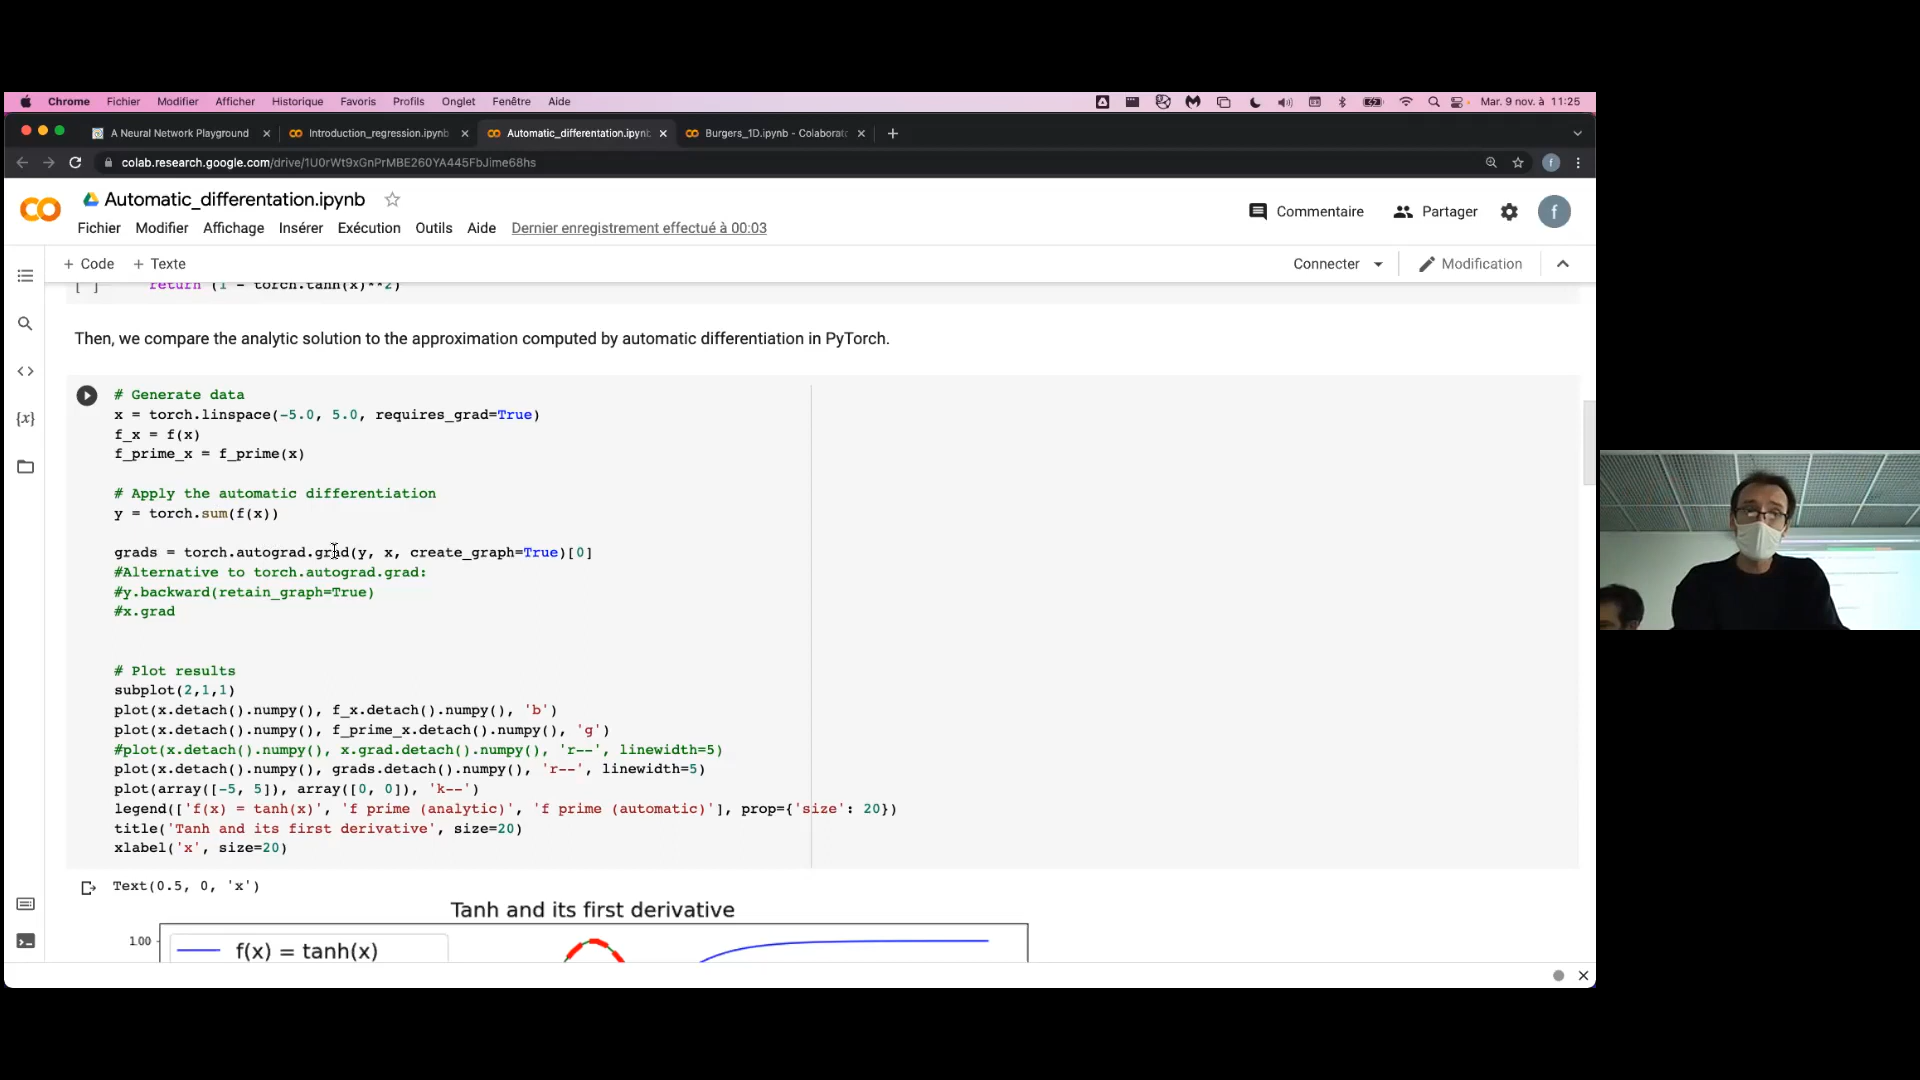 Chrome Fichier Modifier Afficher Historique Favoris Profils Onglet Fenêtre Aide Mar. 9 nov. à 11:25
A Neural Network Playground Introduction_regression.ipynb Automatic_differentation.ipynb Burgers_1D.ipynb - Colaborato
colab.research.google.com/drive/1U0rWt9xGnPrMBE260YA445FbJime68hs f
CO Automatic_differentation.ipynb
Commentaire Partager f
Fichier Modifier Affichage Insérer Exécution Outils Aide Dernier enregistrement effectué à 00:03
+ Code + Texte Connecter Modification
[ ] return (1 - torch.tanh(x)**2)
Then, we compare the analytic solution to the approximation computed by automatic differentiation in PyTorch.
# Generate data
x = torch.linspace(-5.0, 5.0, requires_grad=True)
f_x = f(x)
{x}
f_prime_x = f_prime(x)
# Apply the automatic differentiation
y = torch.sum(f(x))
grads = torch.autograd.grad(y, x, create_graph=True)[0]
#Alternative to torch.autograd.grad:
#y.backward(retain_graph=True)
#x.grad
# Plot results
subplot(2,1,1)
plot(x.detach().numpy(), f_x.detach().numpy(), 'b')
plot(x.detach().numpy(), f_prime_x.detach().numpy(), 'g')
#plot(x.detach().numpy(), x.grad.detach().numpy(), 'r--', linewidth=5)
plot(x.detach().numpy(), grads.detach().numpy(), 'r--', linewidth=5)
plot(array([-5, 5]), array([0, 0]), 'k--')
legend(['f(x) = tanh(x)', 'f prime (analytic)', 'f prime (automatic)'], prop={'size': 20})
title('Tanh and its first derivative', size=20)
xlabel('x', size=20)
Text(0.5, 0, 'x')
Tanh and its first derivative
1.00
f(x) = tanh(x)